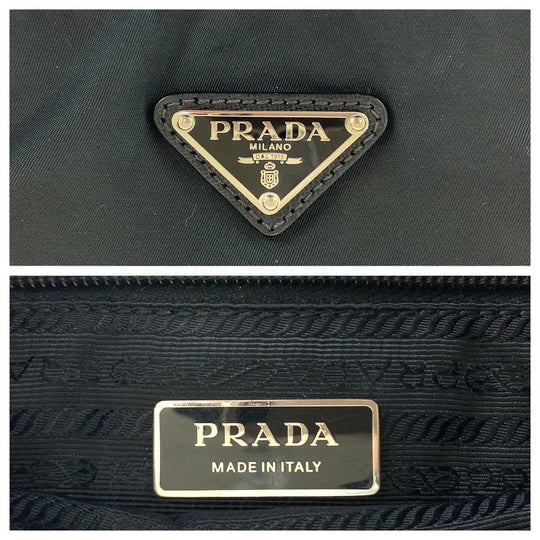 PRADA
MILANO
DAL 1913
PRADA
MADE IN ITALY